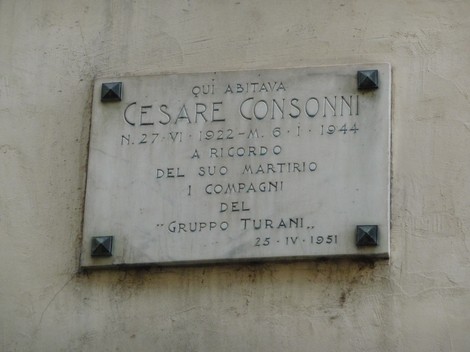 QUI ABITAVA
CESARE CONSONNI
N. 27·VI·1922-M. 6·I·1944
A RICORDO
DEL SUO MARTIRIO
I COMPAGNI
DEL
"GRUPPO TURANI„
25·IV·1951